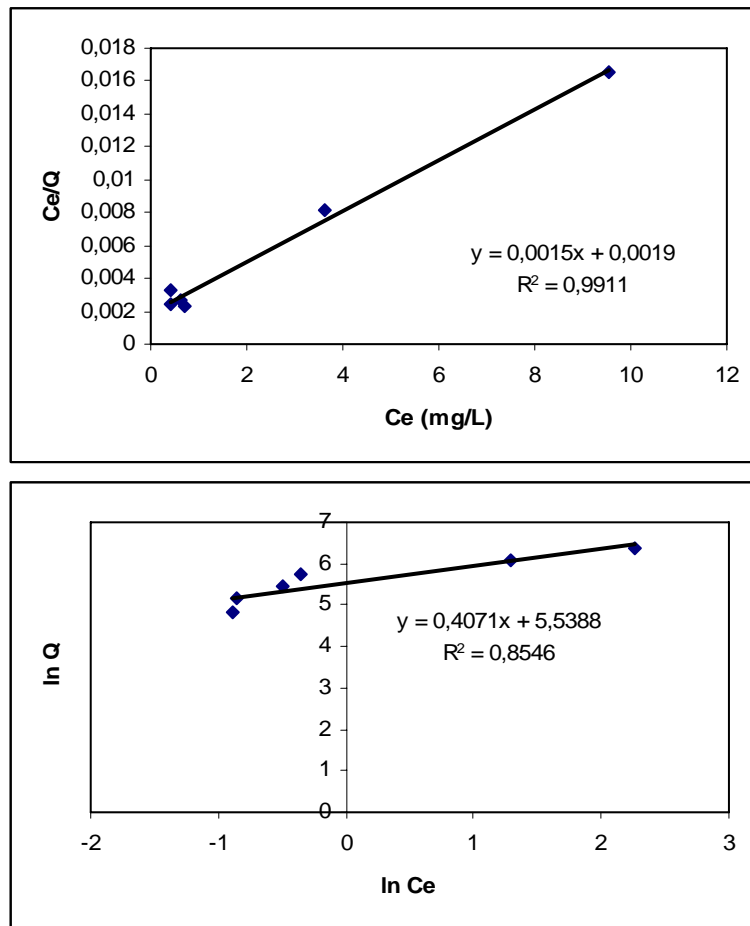 0,018
0,016
0,014
0,012
0,01
0,008
0,006
0,004
0,002
0
Ce/Q
y = 0,0015x + 0,0019
R² = 0,9911
0 2 4 6 8 10 12
Ce (mg/L)
7
6
5
4
3
2
1
0
ln Q
y = 0,4071x + 5,5388
R² = 0,8546
-2 -1 0 1 2 3
ln Ce